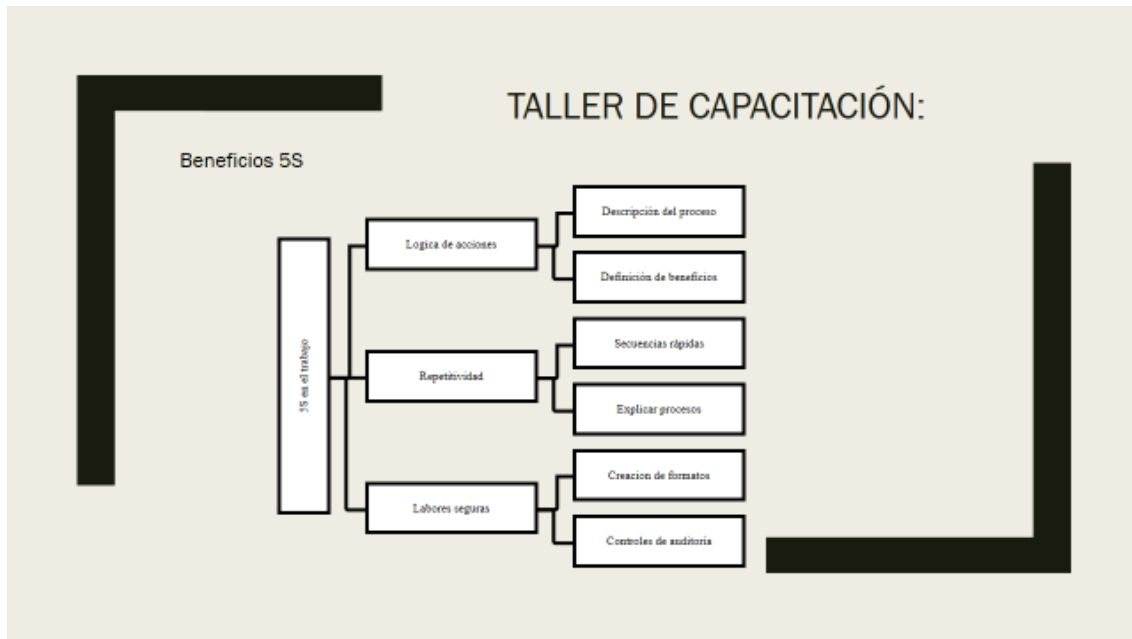 TALLER DE CAPACITACIÓN:
Beneficios 5S
5S en el trabajo
Logica de acciones
Descripción del proceso
Definición de beneficios
Repetitividad
Secuencias rápidas
Explicar procesos
Labores seguras
Creacion de formatos
Controles de auditoria